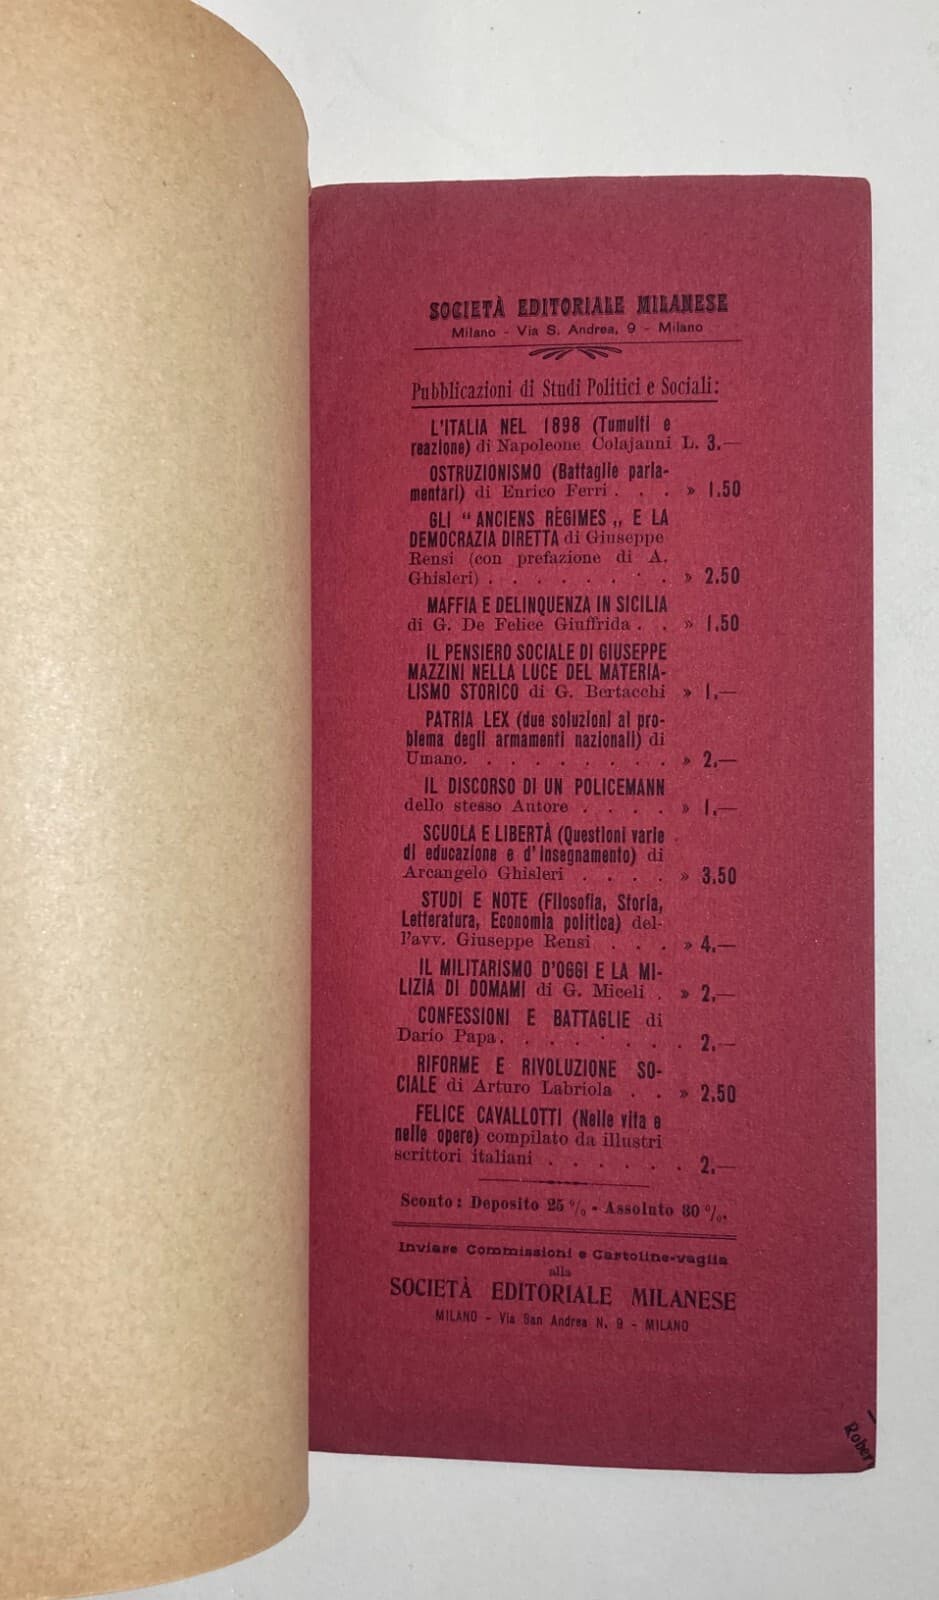 SOCIETÀ EDITORIALE MILANESE
Milano - Via S. Andrea, 9 - Milano
Pubblicazioni di Studi Politici e Sociali:
L'ITALIA NEL 1898 (Tumulti e
reazione) di Napoleone Colajanni L. 3.—
OSTRUZIONISMO (Battaglie parla-
mentari) di Enrico Ferri . . . » 1.50
GLI “ ANCIENS RÉGIMES „ E LA
DEMOCRAZIA DIRETTA di Giuseppe
Rensi (con prefazione di A.
Ghisleri) . . . . . . . . » 2.50
MAFFIA E DELINQUENZA IN SICILIA
di G. De Felice Giuffrida . . » 1.50
IL PENSIERO SOCIALE DI GIUSEPPE
MAZZINI NELLA LUCE DEL MATERIA-
LISMO STORICO di G. Bertacchi » 1.—
PATRIA LEX (due soluzioni al pro-
blema degli armamenti nazionali) di
Umano. . . . . . . . . » 2.—
IL DISCORSO DI UN POLICEMANN
dello stesso Autore . . . . » 1.—
SCUOLA E LIBERTÀ (Questioni varie
di educazione e d'insegnamento) di
Arcangelo Ghisleri . . . . » 3.50
STUDI E NOTE (Filosofia, Storia,
Letteratura, Economia politica) del-
l'avv. Giuseppe Rensi . . . » 4.—
IL MILITARISMO D'OGGI E LA MI-
LIZIA DI DOMAMI di G. Miceli . » 2.—
CONFESSIONI E BATTAGLIE di
Dario Papa. . . . . . . . 2.—
RIFORME E RIVOLUZIONE SO-
CIALE di Arturo Labriola . . » 2.50
FELICE CAVALLOTTI (Nelle vita e
nelle opere) compilato da illustri
scrittori italiani . . . . . . 2.—
Sconto: Deposito 25 % - Assoluto 30 %.
Inviare Commissioni e Cartoline-vaglia
alla
SOCIETÀ EDITORIALE MILANESE
MILANO - Via San Andrea N. 9 - MILANO
Rober